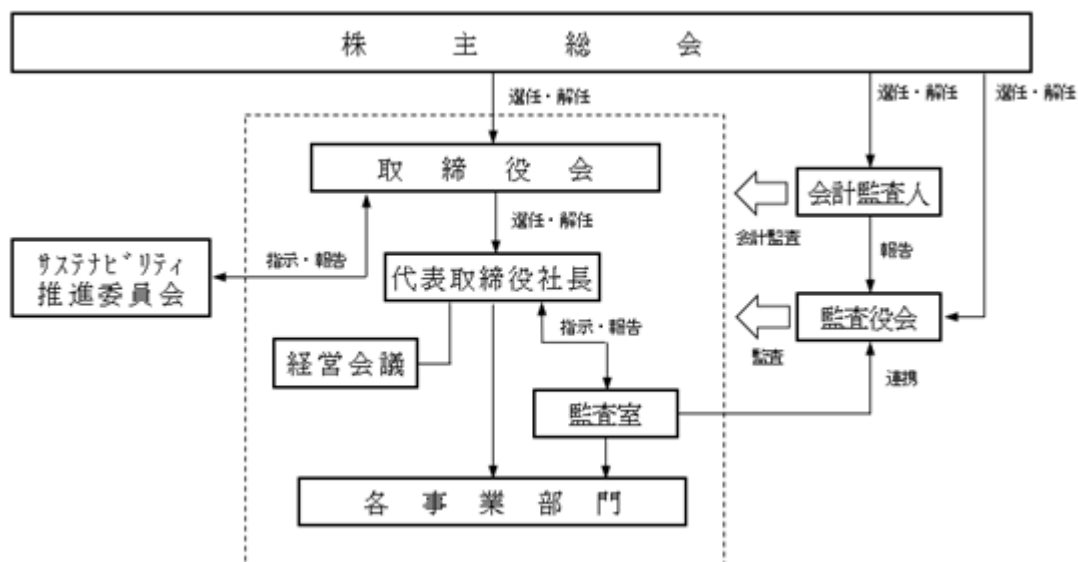 株主総会
選任・解任
選任・解任
選任・解任
取締役会
会計監査人
選任・解任
会計監査
サステナビリティ
推進委員会
指示・報告
代表取締役社長
報告
監査役会
指示・報告
経営会議
監査
連携
監査室
各事業部門